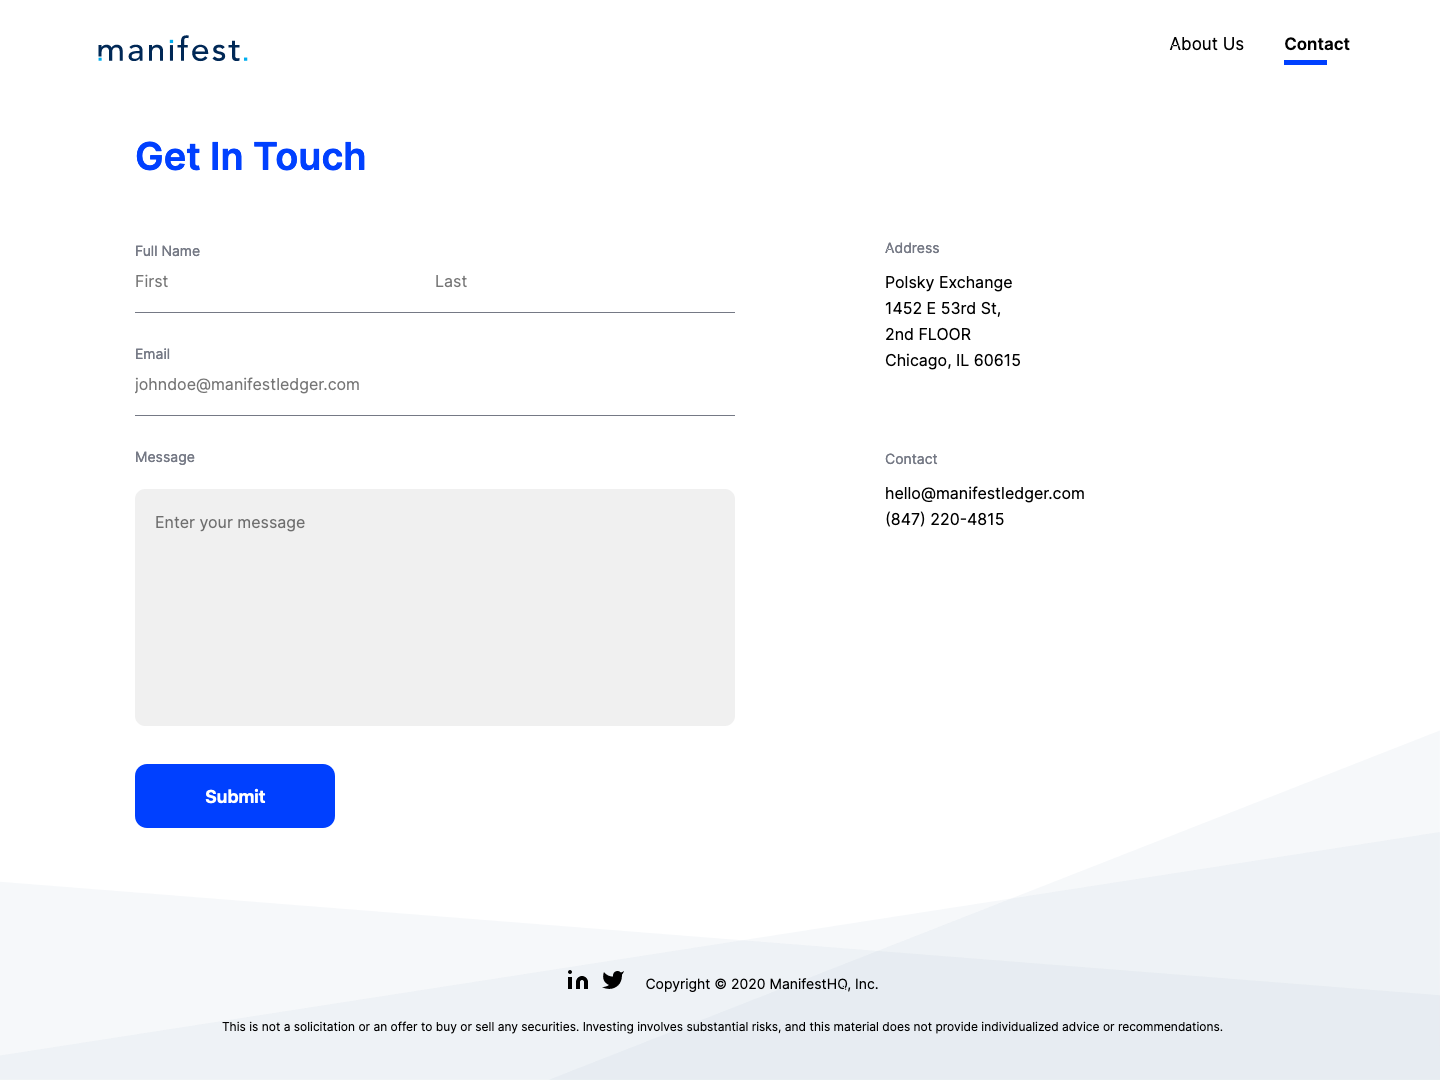 manifest.
About Us
Contact
Get In Touch
Full Name
First
Last
Email
johndoe@manifestledger.com
Message
Enter your message
Submit
Address
Polsky Exchange
1452 E 53rd St,
2nd FLOOR
Chicago, IL 60615
Contact
hello@manifestledger.com
(847) 220-4815
in
Copyright © 2020 ManifestHQ, Inc.
This is not a solicitation or an offer to buy or sell any securities. Investing involves substantial risks, and this material does not provide individualized advice or recommendations.